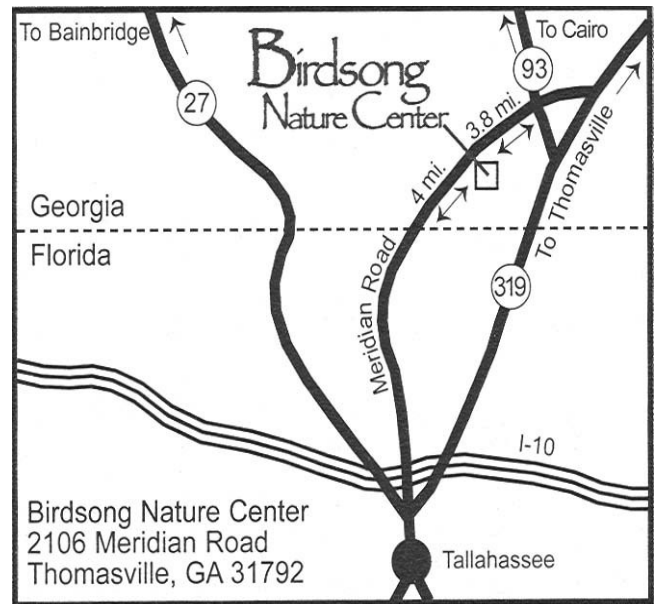 To Bainbridge
To Cairo
Birdsong
Nature Center
93
27
3.8 mi.
4 mi.
Georgia
Florida
To Thomasville
Meridian Road
319
I-10
Birdsong Nature Center
2106 Meridian Road
Thomasville, GA 31792
Tallahassee